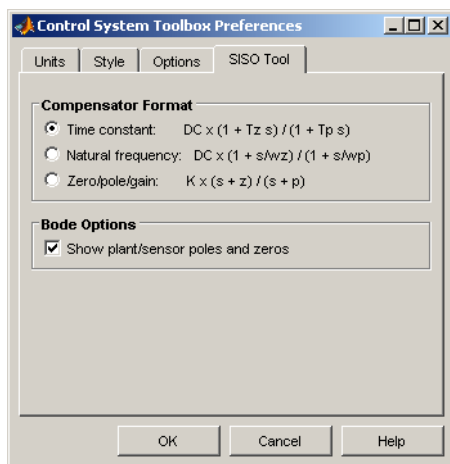 Control System Toolbox Preferences
Units Style Options SISO Tool
Compensator Format
Time constant: DC x (1 + Tz s) / (1 + Tp s)
Natural frequency: DC x (1 + s/wz) / (1 + s/wp)
Zero/pole/gain: K x (s + z) / (s + p)
Bode Options
Show plant/sensor poles and zeros
OK Cancel Help